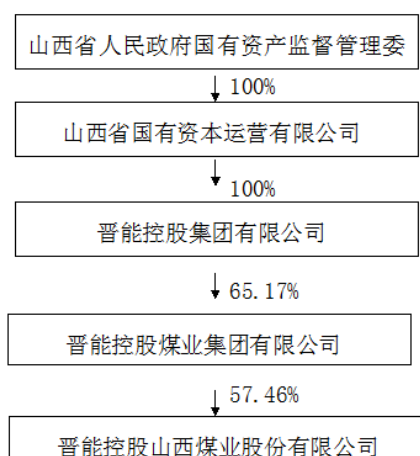 山西省人民政府国有资产监督管理委
100%
山西省国有资本运营有限公司
100%
晋能控股集团有限公司
65.17%
晋能控股煤业集团有限公司
57.46%
晋能控股山西煤业股份有限公司